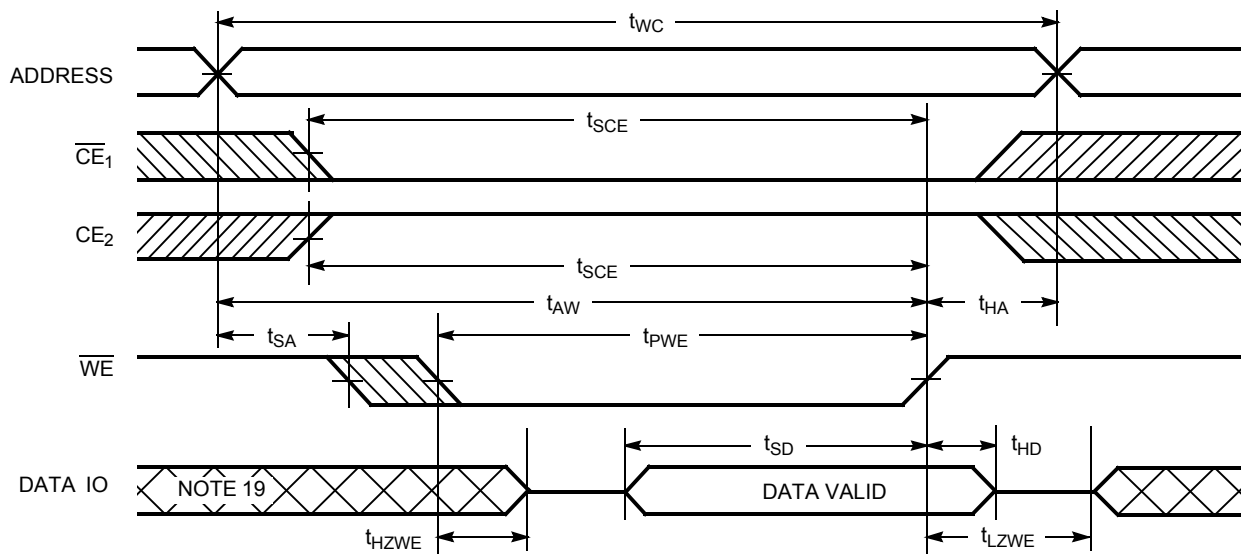 tWC
ADDRESS
tSCE
CE1
CE2
tSCE
tAW
tHA
tSA
tPWE
WE
tSD
tHD
DATA IO
NOTE 19
DATA VALID
tHZWE
tLZWE